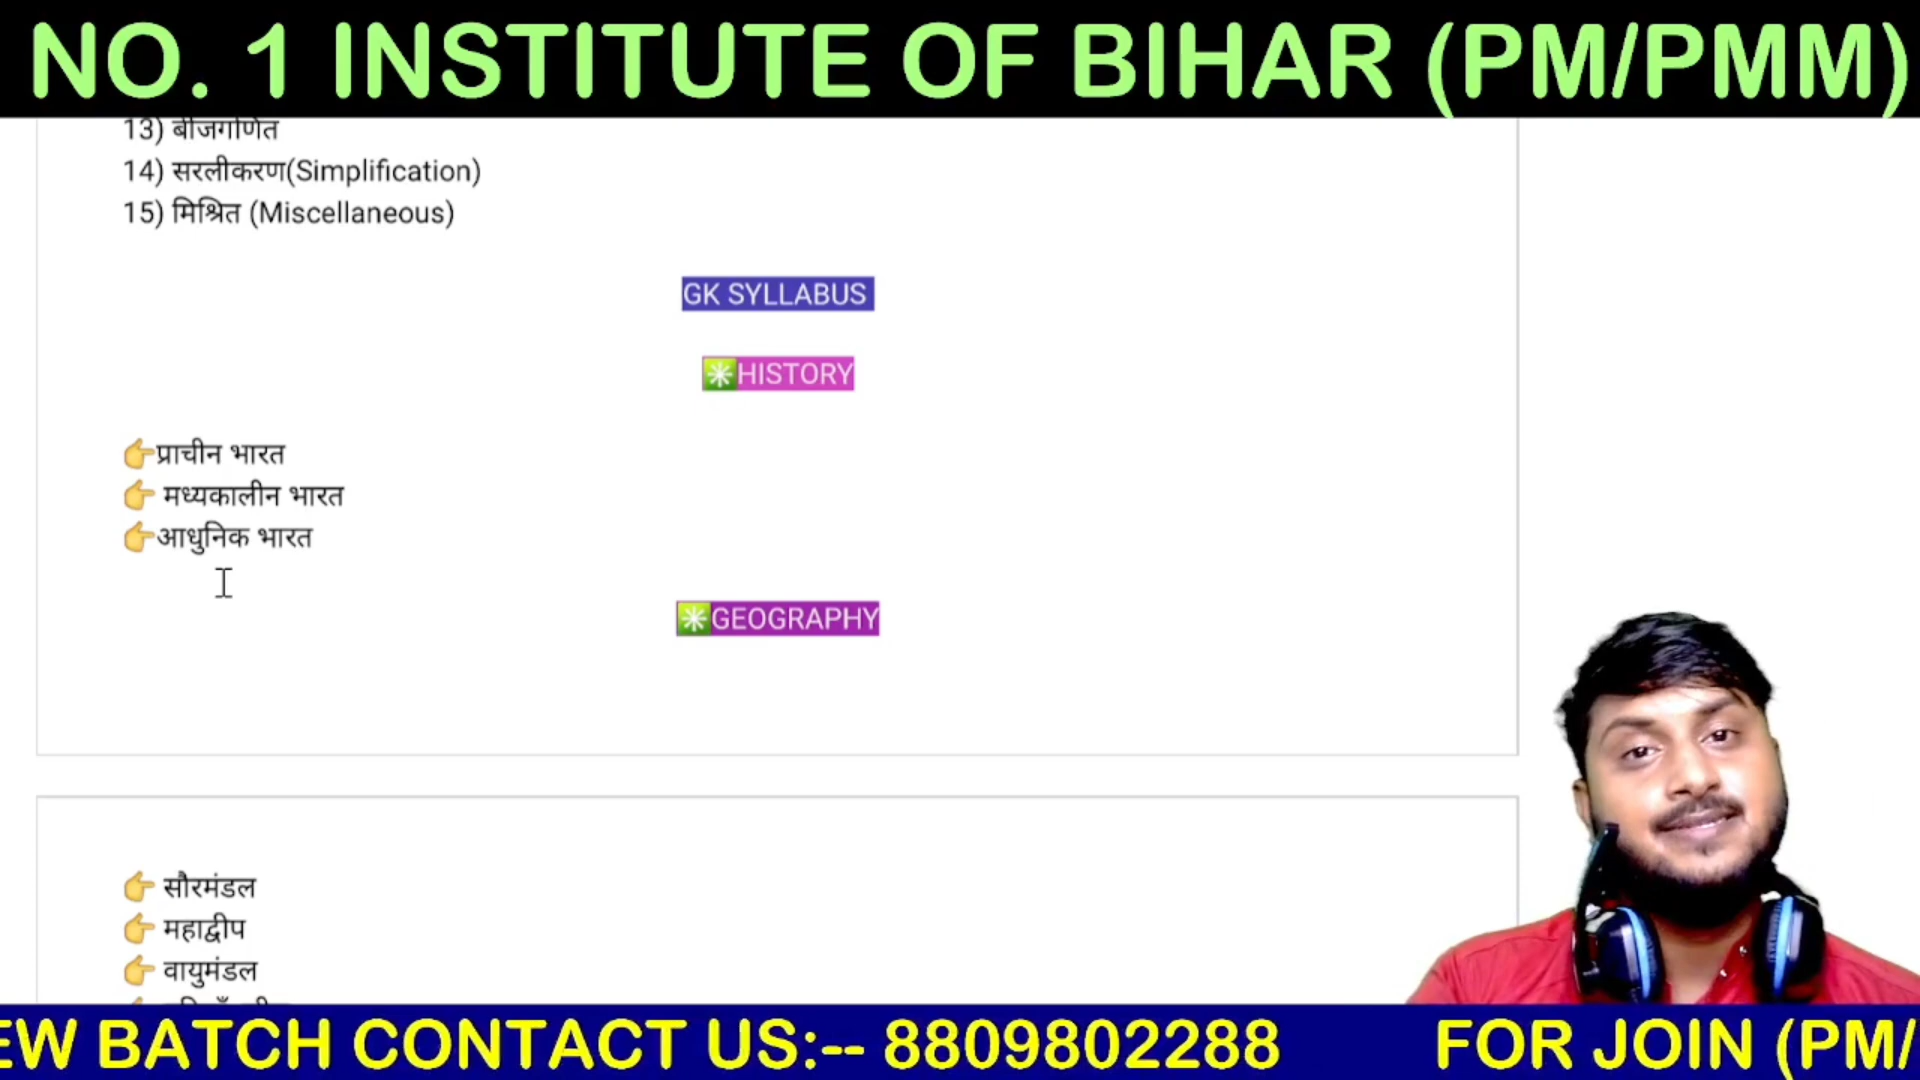 NO. 1 INSTITUTE OF BIHAR (PM/PMM)
13) बीजगणित
14) सरलीकरण(Simplification)
15) मिश्रित (Miscellaneous)
GK SYLLABUS
✳️HISTORY
👉प्राचीन भारत
👉 मध्यकालीन भारत
👉आधुनिक भारत
✳️GEOGRAPHY
👉 सौरमंडल
👉 महाद्वीप
👉 वायुमंडल
EW BATCH CONTACT US:-- 8809802288 FOR JOIN (PM/